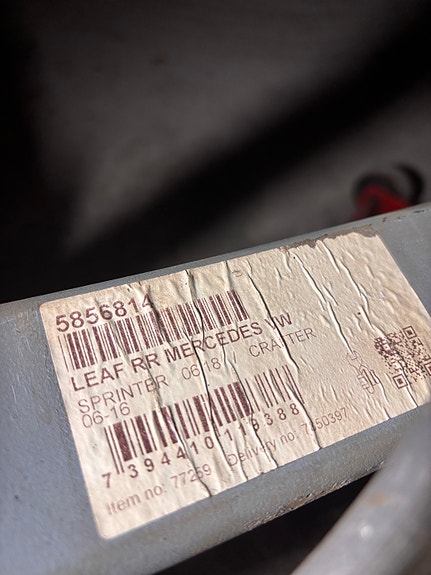 5856814
LEAF RR MERCEDES VW
SPRINTER 06-18 / CRAFTER
06-16
7 394410 179388
Item no: 77259 Delivery no: 7250397